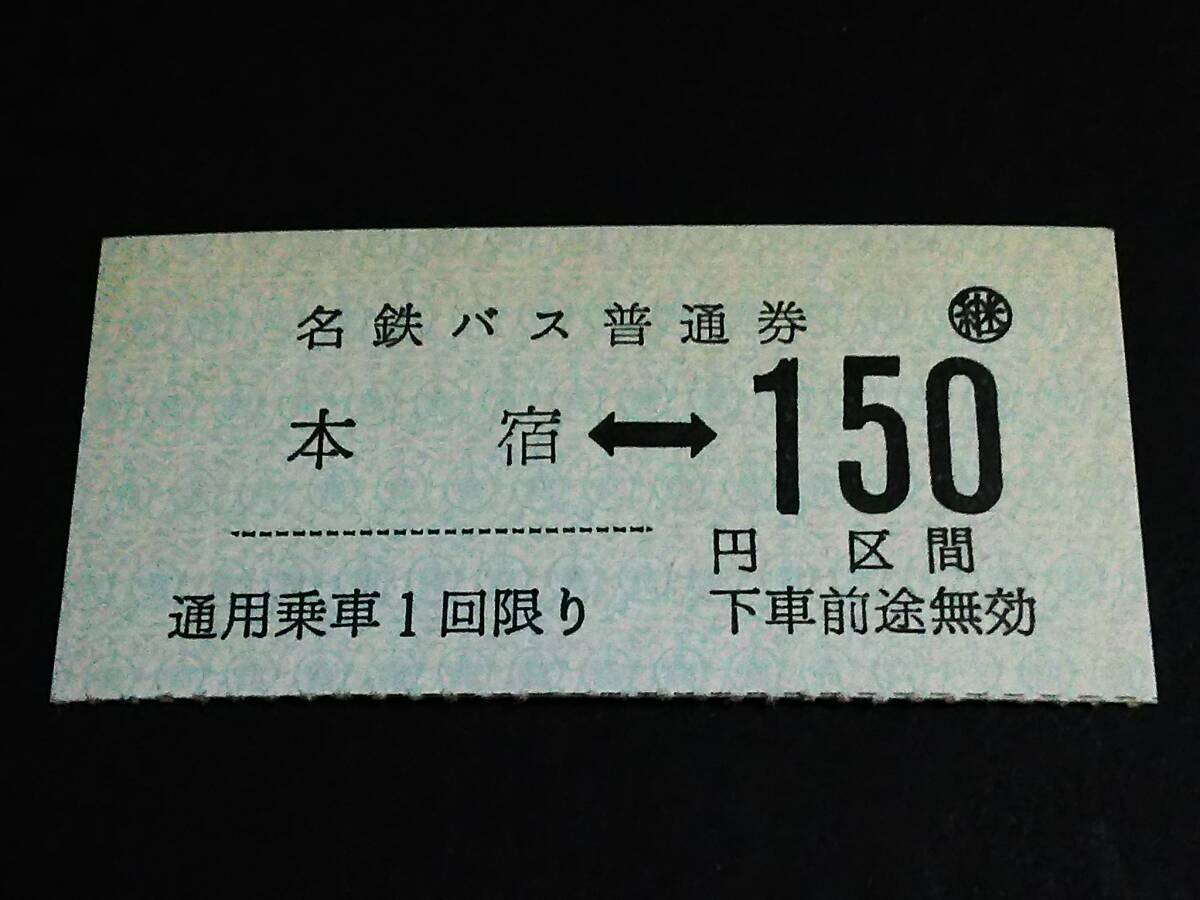 名鉄バス普通券 ㊩
本宿↔150
円区間
通用乗車1回限り 下車前途無効